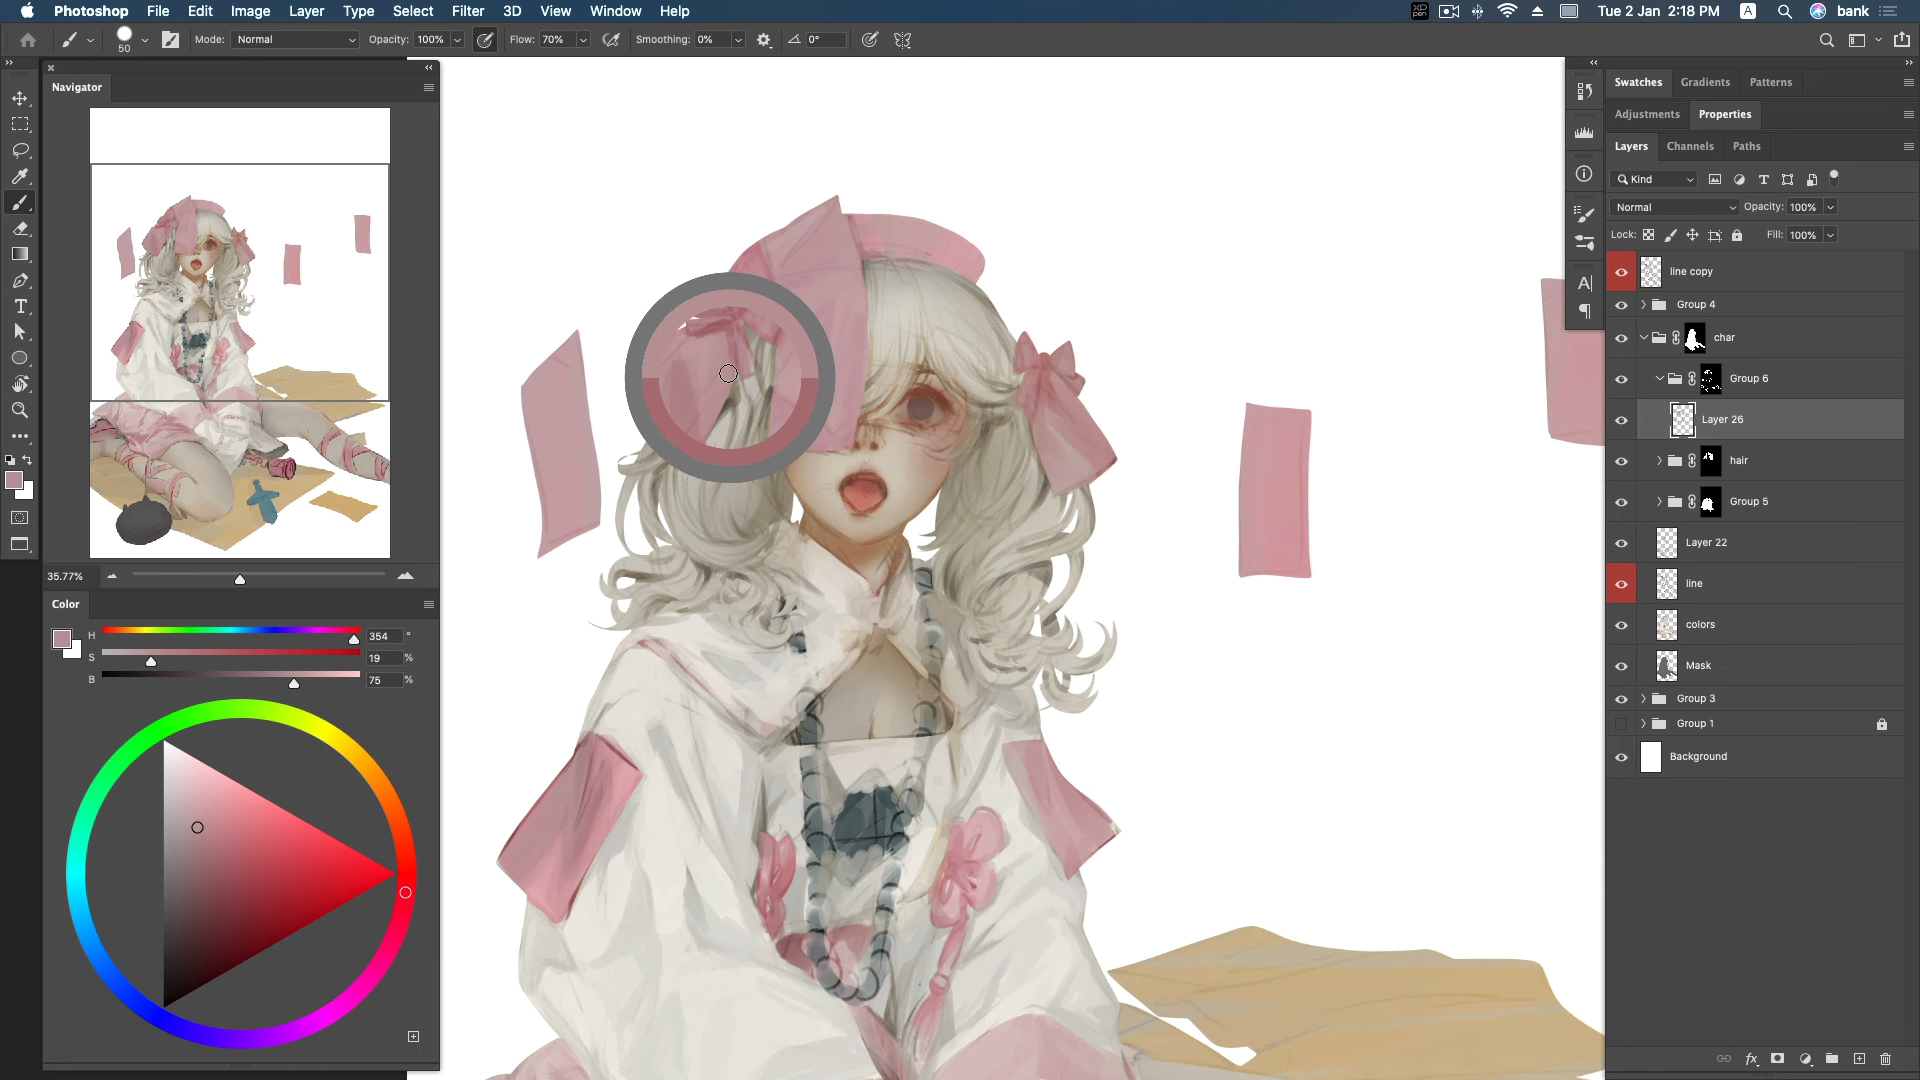 Photoshop File Edit Image Layer Type Select Filter 3D View Window Help
Tue 2 Jan 2:18 PM A bank
50 Mode: Normal Opacity: 100% Flow: 70% Smoothing: 0% 0°
Navigator
35.77%
Color
H 354 °
S 19 %
B 75 %
Swatches Gradients Patterns
Adjustments Properties
Layers Channels Paths
Kind
Normal Opacity: 100%
Lock: Fill: 100%
line copy
Group 4
char
Group 6
Layer 26
hair
Group 5
Layer 22
line
colors
Mask
Group 3
Group 1
Background